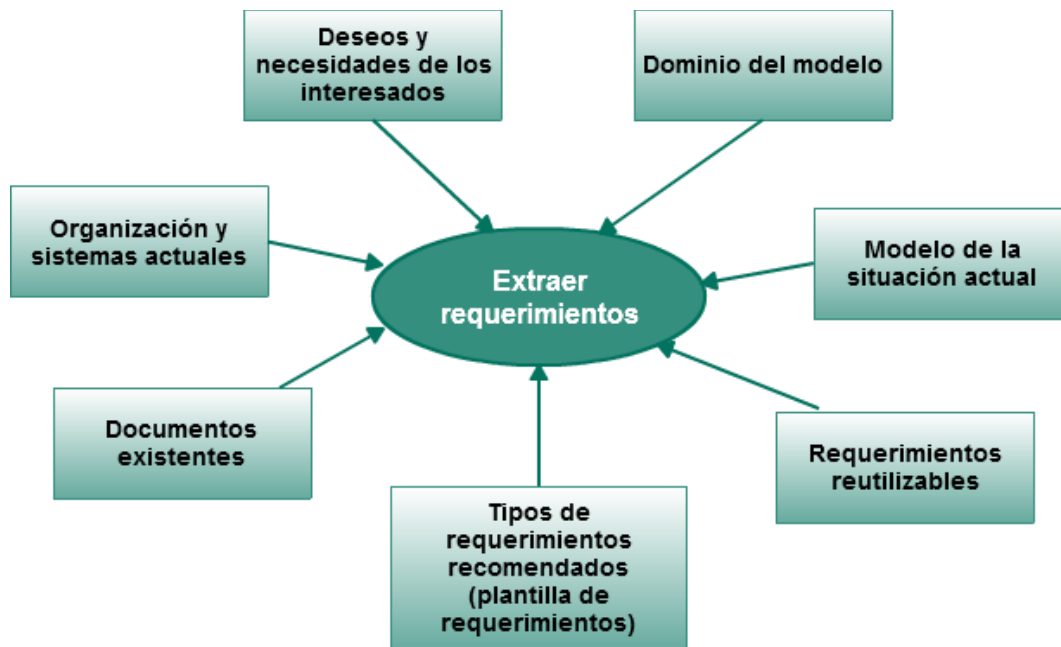 Deseos y
necesidades de los
interesados
Dominio del modelo
Organización y
sistemas actuales
Extraer
requerimientos
Modelo de la
situación actual
Documentos
existentes
Tipos de
requerimientos
recomendados
(plantilla de
requerimientos)
Requerimientos
reutilizables